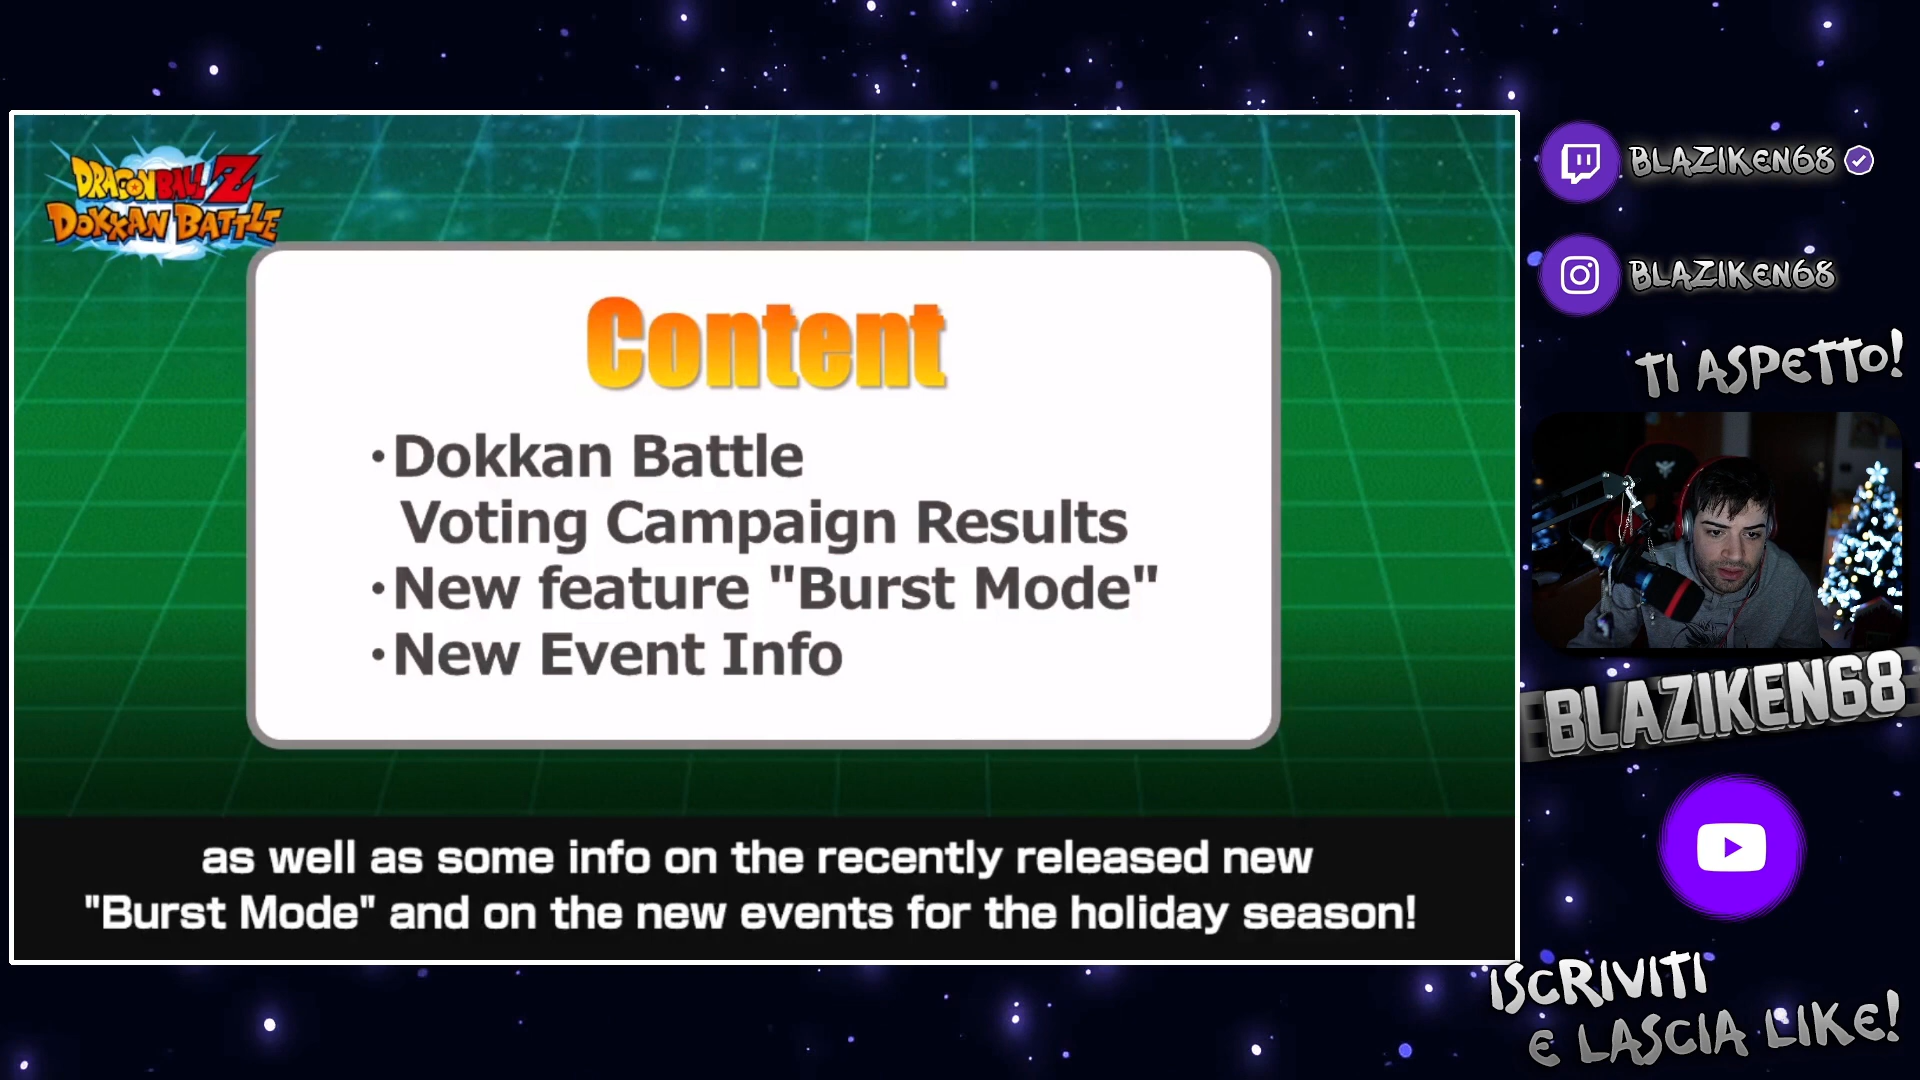 DRAGONBALL Z
DOKKAN BATTLE
Content
・Dokkan Battle
Voting Campaign Results
・New feature "Burst Mode"
・New Event Info
as well as some info on the recently released new
"Burst Mode" and on the new events for the holiday season!
BLAZIKEN68
BLAZIKEN68
TI ASPETTO!
BLAZIKEN68
ISCRIVITI
E LASCIA LIKE!